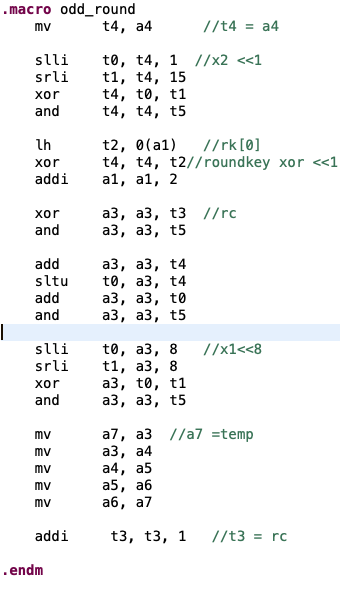 .macro odd_round
mv t4, a4 //t4 = a4
slli t0, t4, 1 //x2 <<1
srli t1, t4, 15
xor t4, t0, t1
and t4, t4, t5
lh t2, 0(a1) //rk[0]
xor t4, t4, t2//roundkey xor <<1
addi a1, a1, 2
xor a3, a3, t3 //rc
and a3, a3, t5
add a3, a3, t4
sltu t0, a3, t4
add a3, a3, t0
and a3, a3, t5
slli t0, a3, 8 //x1<<8
srli t1, a3, 8
xor a3, t0, t1
and a3, a3, t5
mv a7, a3 //a7 =temp
mv a3, a4
mv a4, a5
mv a5, a6
mv a6, a7
addi t3, t3, 1 //t3 = rc
.endm